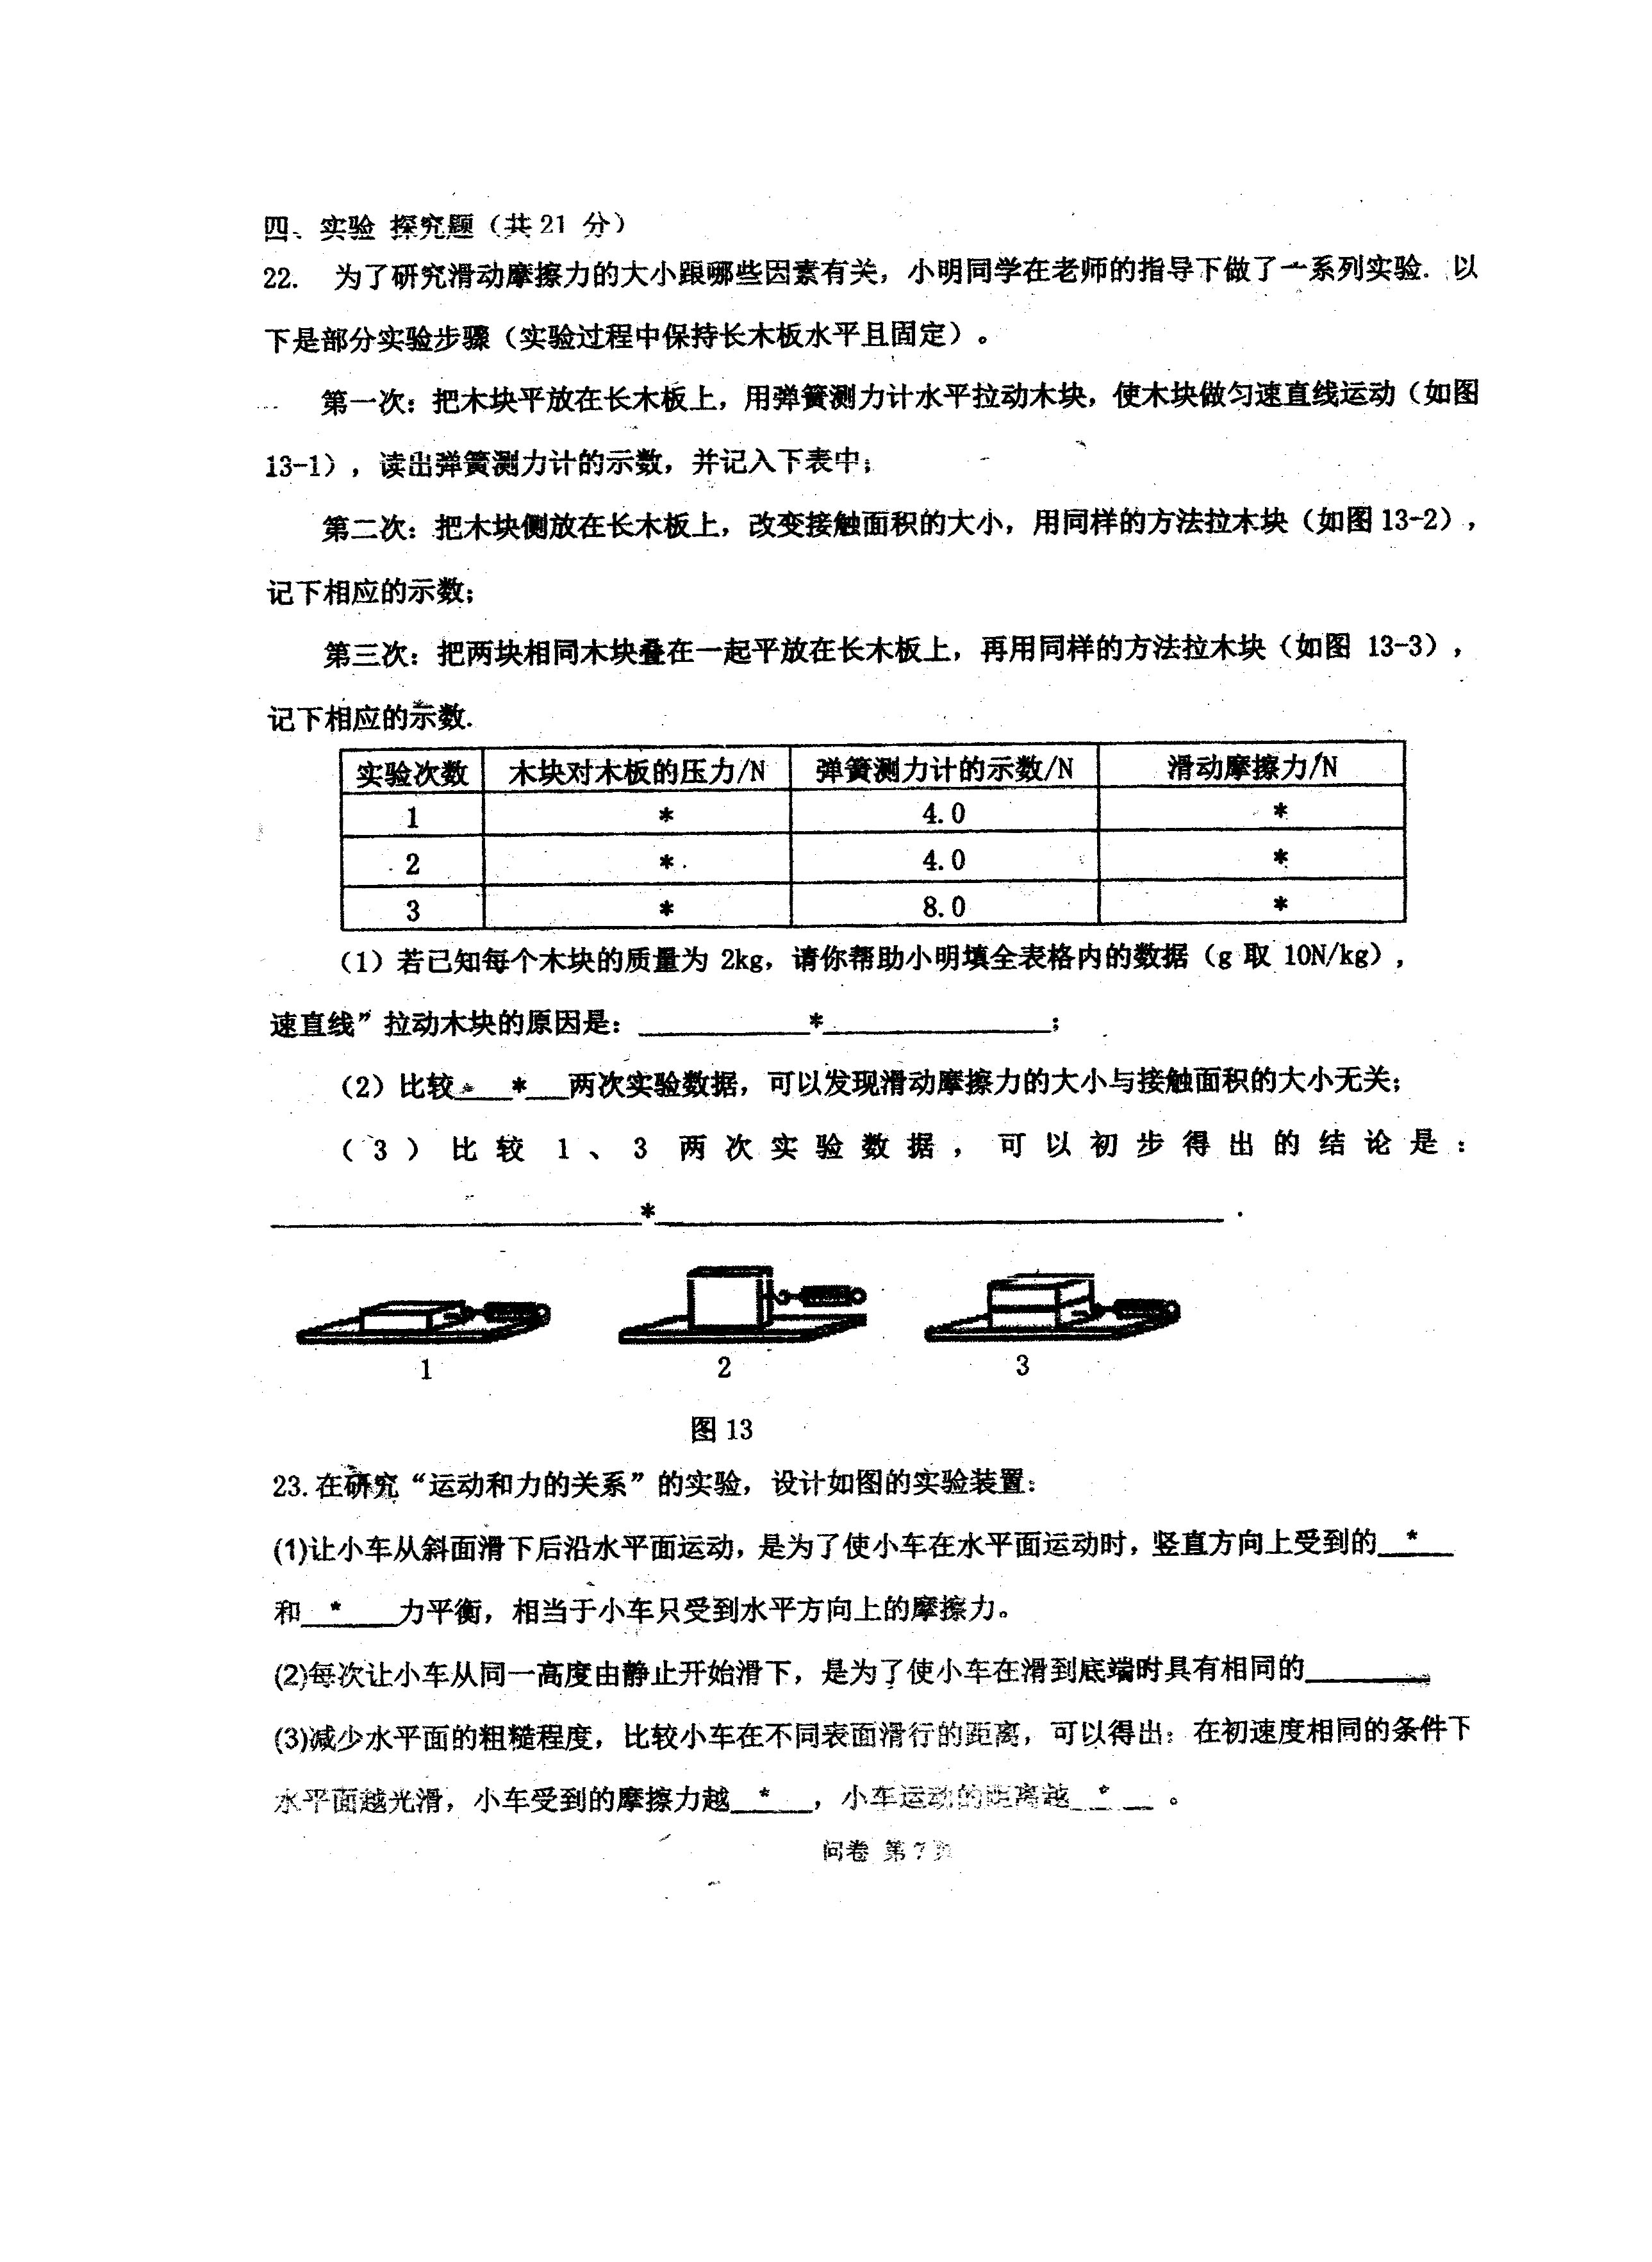 四、实验 探究题（共 21 分）
22. 为了研究滑动摩擦力的大小跟哪些因素有关，小明同学在老师的指导下做了一系列实验. 以
下是部分实验步骤（实验过程中保持长木板水平且固定）。
第一次：把木块平放在长木板上，用弹簧测力计水平拉动木块，使木块做匀速直线运动（如图
13-1），读出弹簧测力计的示数，并记入下表中；
第二次：把木块侧放在长木板上，改变接触面积的大小，用同样的方法拉木块（如图 13-2），
记下相应的示数；
第三次：把两块相同木块叠在一起平放在长木板上，再用同样的方法拉木块（如图 13-3），
记下相应的示数.
实验次数 木块对木板的压力/N 弹簧测力计的示数/N 滑动摩擦力/N
1 * 4.0 *
2 * 4.0 *
3 * 8.0 *
（1）若已知每个木块的质量为 2kg，请你帮助小明填全表格内的数据（g 取 10N/kg），
速直线”拉动木块的原因是：____*____；
（2）比较__*__两次实验数据，可以发现滑动摩擦力的大小与接触面积的大小无关；
（3）比较 1、3 两次实验数据，可以初步得出的结论是：
____*____.
1 2 3
图 13
23.在研究“运动和力的关系”的实验，设计如图的实验装置：
(1)让小车从斜面滑下后沿水平面运动，是为了使小车在水平面运动时，竖直方向上受到的__*__
和__*__力平衡，相当于小车只受到水平方向上的摩擦力。
(2)每次让小车从同一高度由静止开始滑下，是为了使小车在滑到底端时具有相同的________
(3)减少水平面的粗糙程度，比较小车在不同表面滑行的距离，可以得出：在初速度相同的条件下
水平面越光滑，小车受到的摩擦力越__*__，小车运动的距离越__*__。
问卷 第 7 页